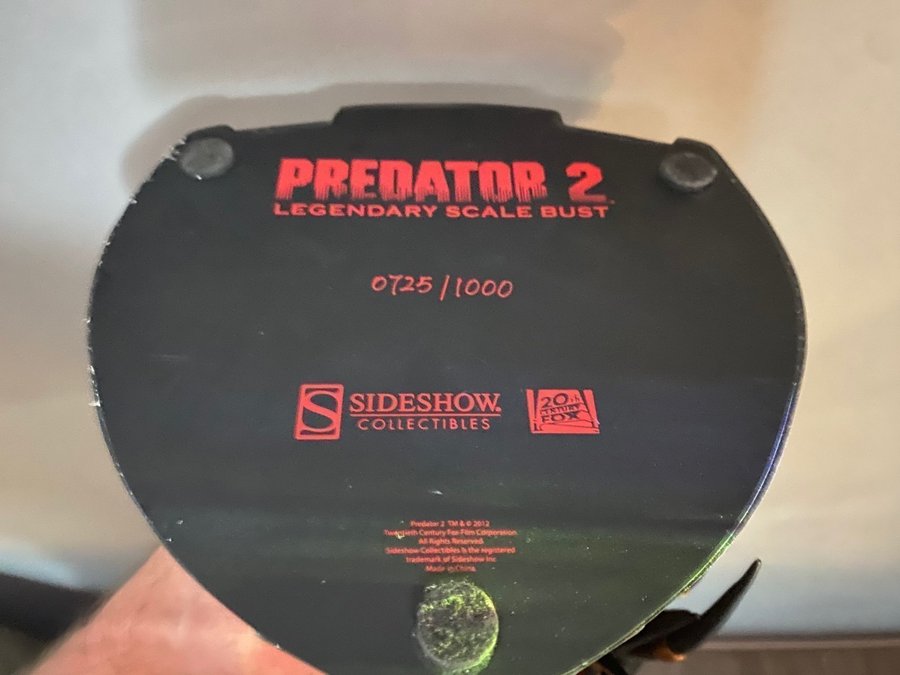 PREDATOR 2
LEGENDARY SCALE BUST
0725/1000
S SIDESHOW®
COLLECTIBLES
20th
CENTURY
FOX
Predator 2 TM & © 2012
Twentieth Century Fox Film Corporation.
All Rights Reserved.
Sideshow Collectibles is the registered
trademark of Sideshow Inc.
Made in China.